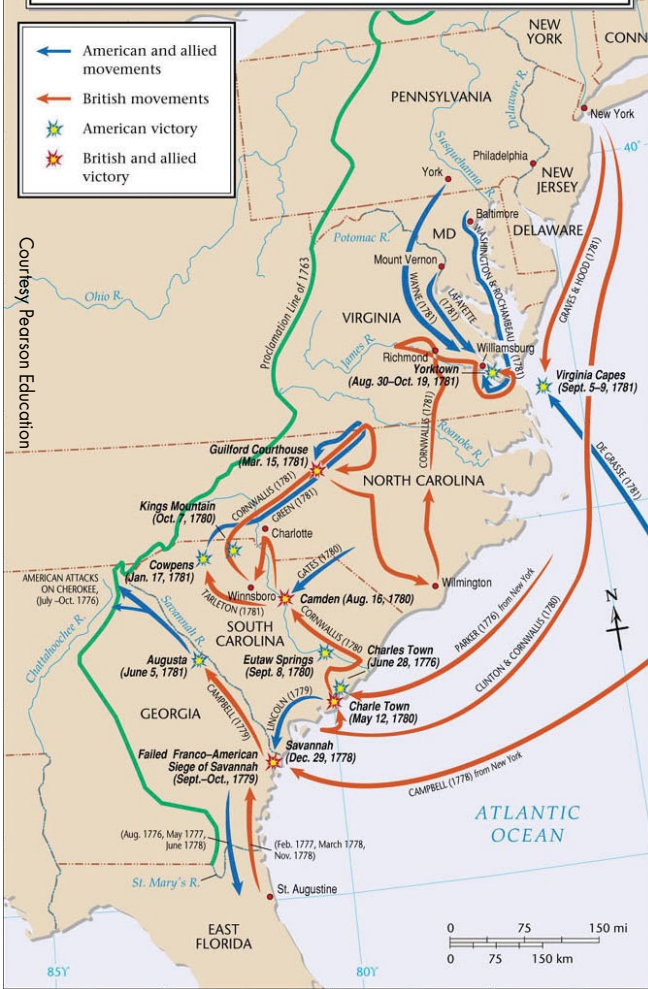 American and allied
movements
British movements
American victory
British and allied
victory
Courtesy Pearson Education
NEW
YORK
CONN
PENNSYLVANIA
Delaware R.
New York
Susquehanna R.
40°
Philadelphia
York
NEW
JERSEY
Baltimore
MD
DELAWARE
Potomac R.
Mount Vernon
WASHINGTON & ROCHAMBEAU (1781)
GRAVES & HOOD (1781)
Proclamation Line of 1763
Ohio R.
WAYNE (1781)
LAFAYETTE
(1781)
VIRGINIA
James R.
Richmond
Williamsburg
Yorktown
(Aug. 30–Oct. 19, 1781)
Virginia Capes
(Sept. 5–9, 1781)
CORNWALLIS (1781)
Roanoke R.
DE GRASSE (1781)
Guilford Courthouse
(Mar. 15, 1781)
NORTH CAROLINA
CORNWALLIS (1781)
GREEN (1781)
Kings Mountain
(Oct. 7, 1780)
Charlotte
GATES (1780)
Cowpens
(Jan. 17, 1781)
AMERICAN ATTACKS
ON CHEROKEE,
(July –Oct. 1776)
Winnsboro
Wilmington
TARLETON (1781)
Camden (Aug. 16, 1780)
N
Chattahoochee R.
Savannah R.
SOUTH
CAROLINA
CORNWALLIS (1780
PARKER (1776) from New York
CLINTON & CORNWALLIS (1780)
Charles Town
(June 28, 1776)
Eutaw Springs
(Sept. 8, 1780)
Augusta
(June 5, 1781)
LINCOLN (1779)
Charle Town
(May 12, 1780)
GEORGIA
CAMPBELL (1779)
Savannah
(Dec. 29, 1778)
Failed Franco–American
Siege of Savannah
(Sept.–Oct., 1779)
CAMPBELL (1778) from New York
ATLANTIC
OCEAN
(Aug. 1776, May 1777,
June 1778)
(Feb. 1777, March 1778,
Nov. 1778)
St. Mary's R.
St. Augustine
EAST
FLORIDA
0 75 150 mi
0 75 150 km
85Y
80Y